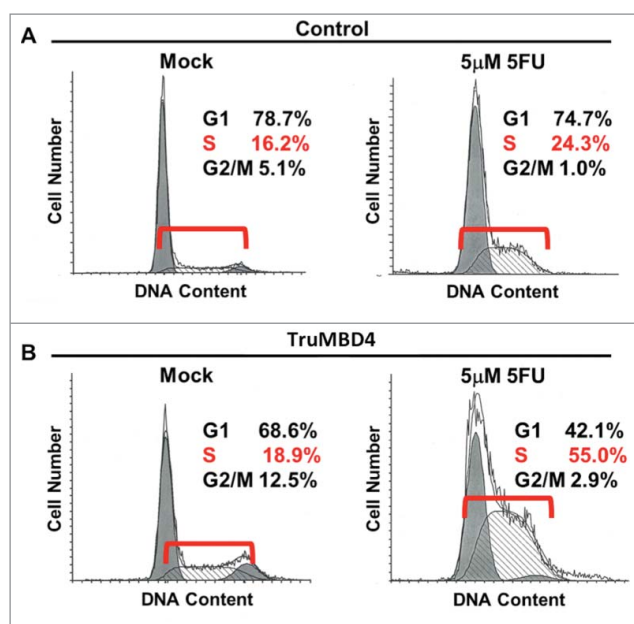 A
Control
Mock
5μM 5FU
G1 78.7%
S 16.2%
G2/M 5.1%
Cell Number
DNA Content
G1 74.7%
S 24.3%
G2/M 1.0%
Cell Number
DNA Content
B
TruMBD4
Mock
5μM 5FU
G1 68.6%
S 18.9%
G2/M 12.5%
Cell Number
DNA Content
G1 42.1%
S 55.0%
G2/M 2.9%
Cell Number
DNA Content